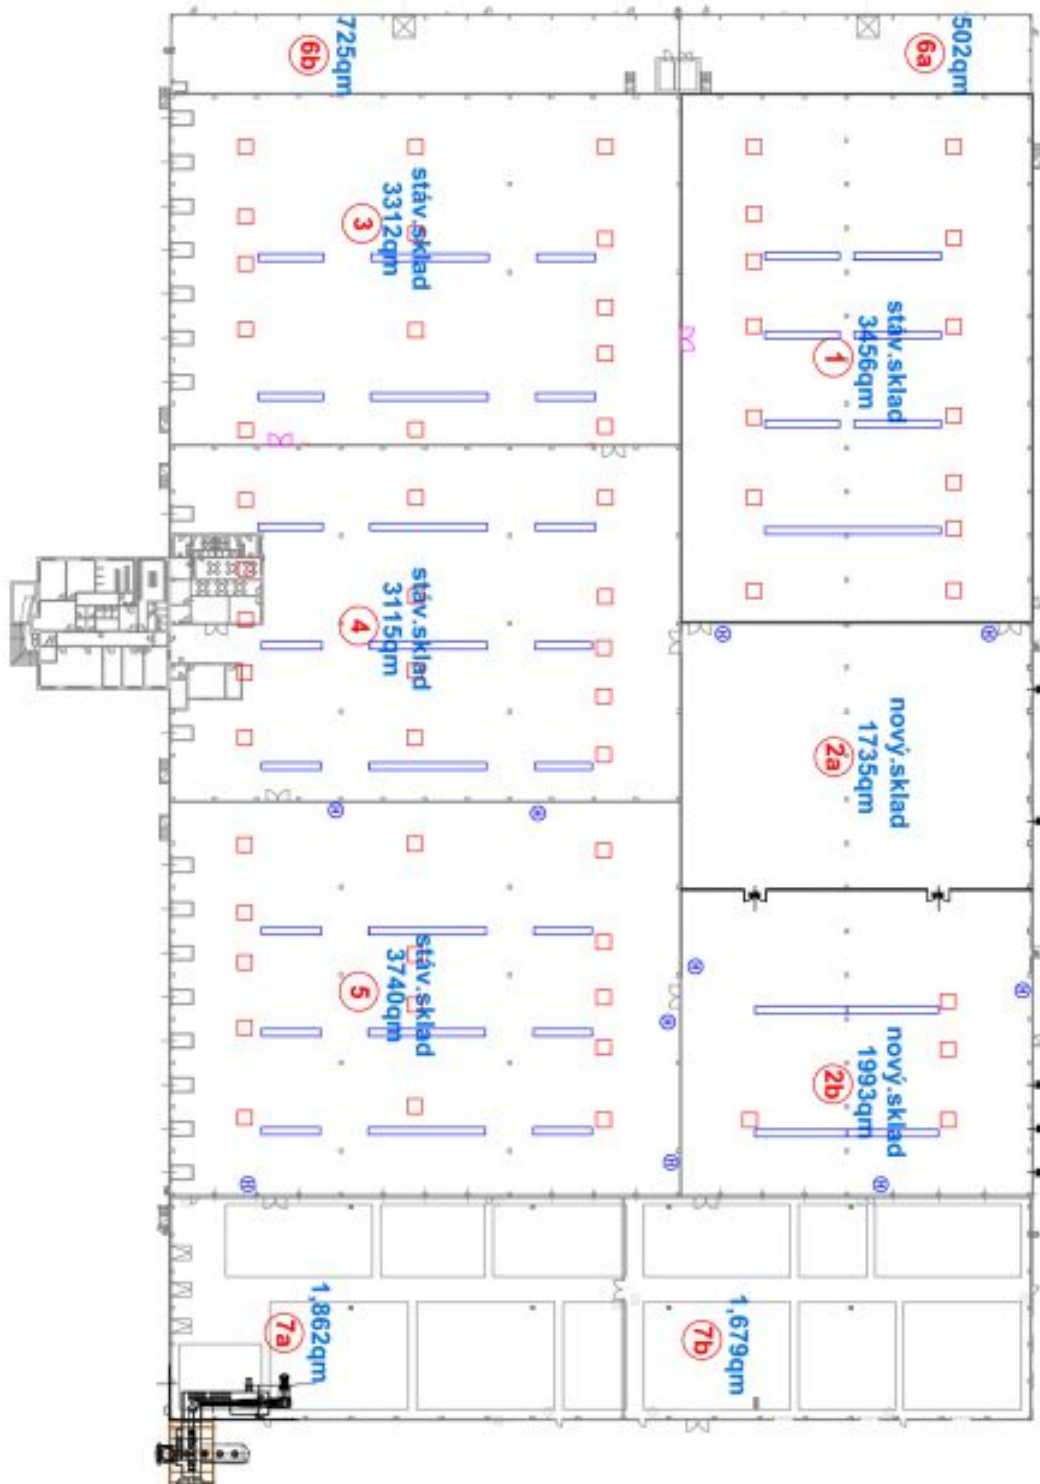 725qm
6b
502qm
6a
stáv.sklad
3312qm
3
stáv.sklad
3456qm
1
stáv.sklad
3115qm
4
nový.sklad
1735qm
2a
stáv.sklad
3740qm
5
nový.sklad
1993qm
2b
1,862qm
7a
1,679qm
7b